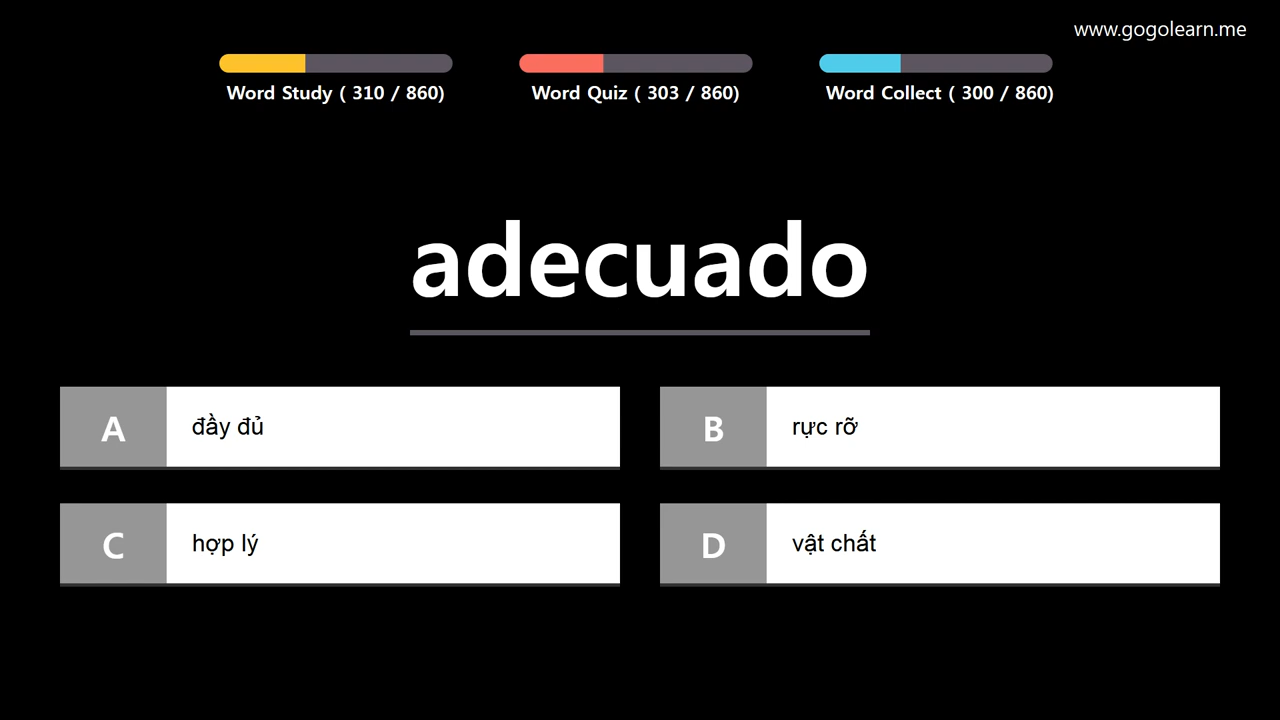 www.gogolearn.me
Word Study ( 310 / 860)
Word Quiz ( 303 / 860)
Word Collect ( 300 / 860)
adecuado
A đầy đủ
B rực rỡ
C hợp lý
D vật chất